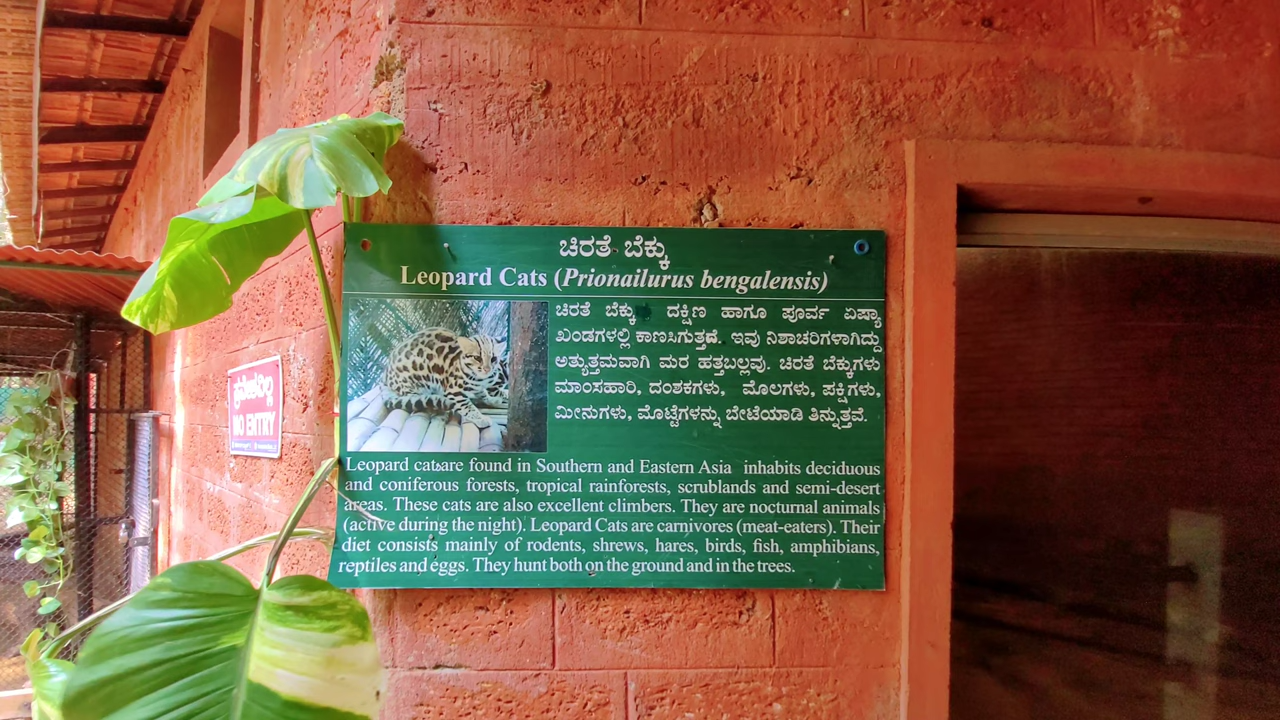 ಚಿರತೆ ಬೆಕ್ಕು
Leopard Cats (Prionailurus bengalensis)
ಚಿರತೆ ಬೆಕ್ಕು ದಕ್ಷಿಣ ಹಾಗೂ ಪೂರ್ವ ಏಷ್ಯಾ
ಖಂಡಗಳಲ್ಲಿ ಕಾಣಸಿಗುತ್ತದೆ. ಇವು ನಿಶಾಚರಿಗಳಾಗಿದ್ದು
ಅತ್ಯುತ್ತಮವಾಗಿ ಮರ ಹತ್ತಬಲ್ಲವು. ಚಿರತೆ ಬೆಕ್ಕುಗಳು
ಮಾಂಸಹಾರಿ, ದಂಶಕಗಳು, ಮೊಲಗಳು, ಪಕ್ಷಿಗಳು,
ಮೀನುಗಳು, ಮೊಟ್ಟೆಗಳನ್ನು ಬೇಟೆಯಾಡಿ ತಿನ್ನುತ್ತವೆ.
Leopard cats are found in Southern and Eastern Asia inhabits deciduous
and coniferous forests, tropical rainforests, scrublands and semi-desert
areas. These cats are also excellent climbers. They are nocturnal animals
(active during the night). Leopard Cats are carnivores (meat-eaters). Their
diet consists mainly of rodents, shrews, hares, birds, fish, amphibians,
reptiles and eggs. They hunt both on the ground and in the trees.
ಪ್ರವೇಶವಿಲ್ಲ
NO ENTRY